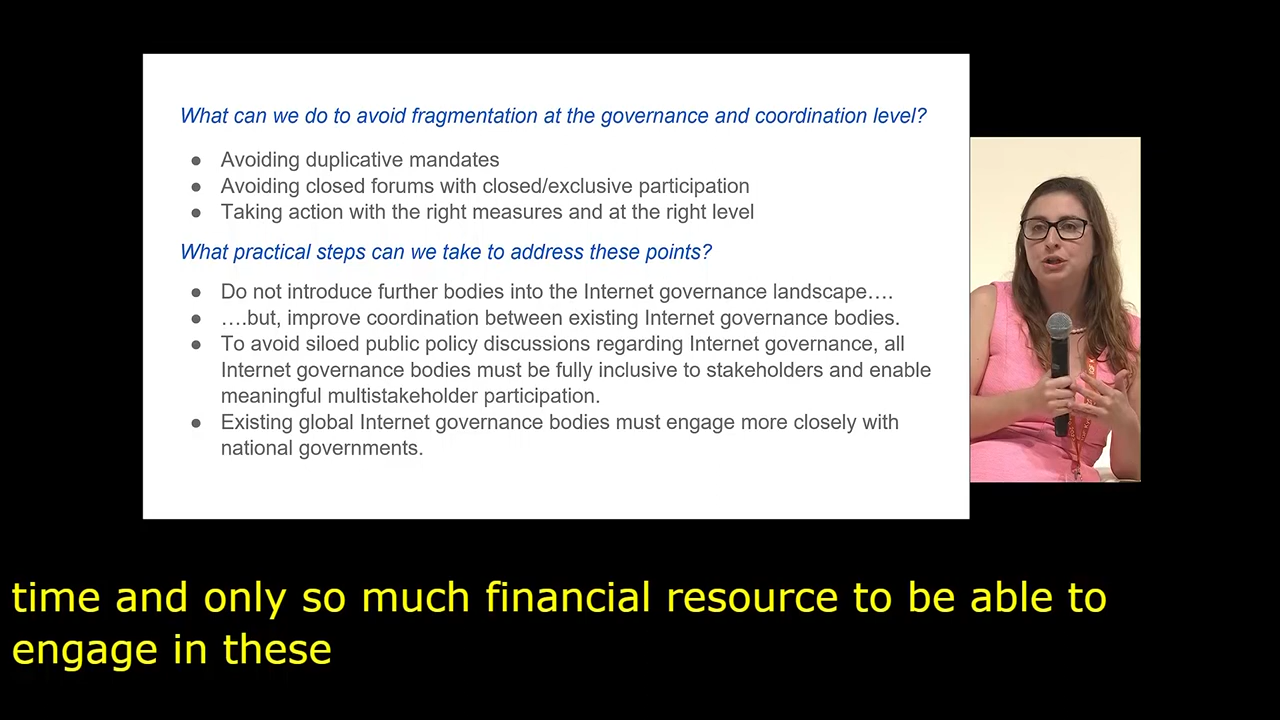 What can we do to avoid fragmentation at the governance and coordination level?
● Avoiding duplicative mandates
● Avoiding closed forums with closed/exclusive participation
● Taking action with the right measures and at the right level
What practical steps can we take to address these points?
● Do not introduce further bodies into the Internet governance landscape….
● ….but, improve coordination between existing Internet governance bodies.
● To avoid siloed public policy discussions regarding Internet governance, all
Internet governance bodies must be fully inclusive to stakeholders and enable
meaningful multistakeholder participation.
● Existing global Internet governance bodies must engage more closely with
national governments.
time and only so much financial resource to be able to
engage in these